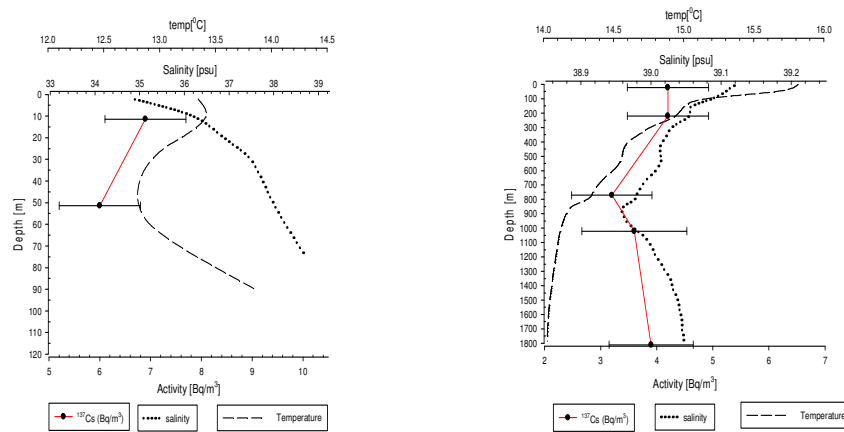 temp[⁰C]
12.0 12.5 13.0 13.5 14.0 14.5
Salinity [psu]
33 34 35 36 37 38 39
0
10
20
30
40
50
60
70
80
90
100
110
120
Depth [m]
5 6 7 8 9 10
Activity [Bq/m³]
¹³⁷Cs (Bq/m³) salinity Temperature
temp[⁰C]
14.0 14.5 15.0 15.5 16.0
Salinity [psu]
38.9 39.0 39.1 39.2
0
100
200
300
400
500
600
700
800
900
1000
1100
1200
1300
1400
1500
1600
1700
1800
Depth [m]
2 3 4 5 6 7
Activity [Bq/m³]
¹³⁷Cs (Bq/m³) salinity Temperature